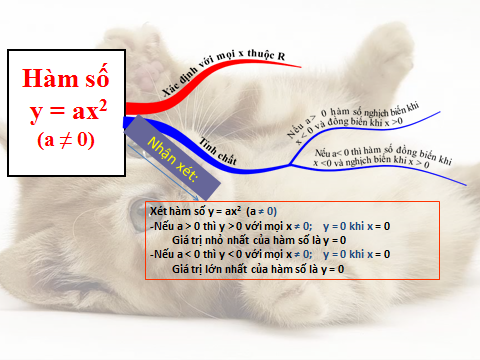 Hàm số
y = ax²
(a ≠ 0)
Xác định với mọi x thuộc R
Tính chất
Nếu a > 0 hàm số nghịch biến khi
x < 0 và đồng biến khi x >0
Nếu a< 0 thì hàm số đồng biến khi
x <0 và nghịch biến khi x > 0
Nhận xét:
Xét hàm số y = ax² (a ≠ 0)
-Nếu a > 0 thì y > 0 với mọi x ≠ 0; y = 0 khi x = 0
Giá trị nhỏ nhất của hàm số là y = 0
-Nếu a < 0 thì y < 0 với mọi x ≠ 0; y = 0 khi x = 0
Giá trị lớn nhất của hàm số là y = 0